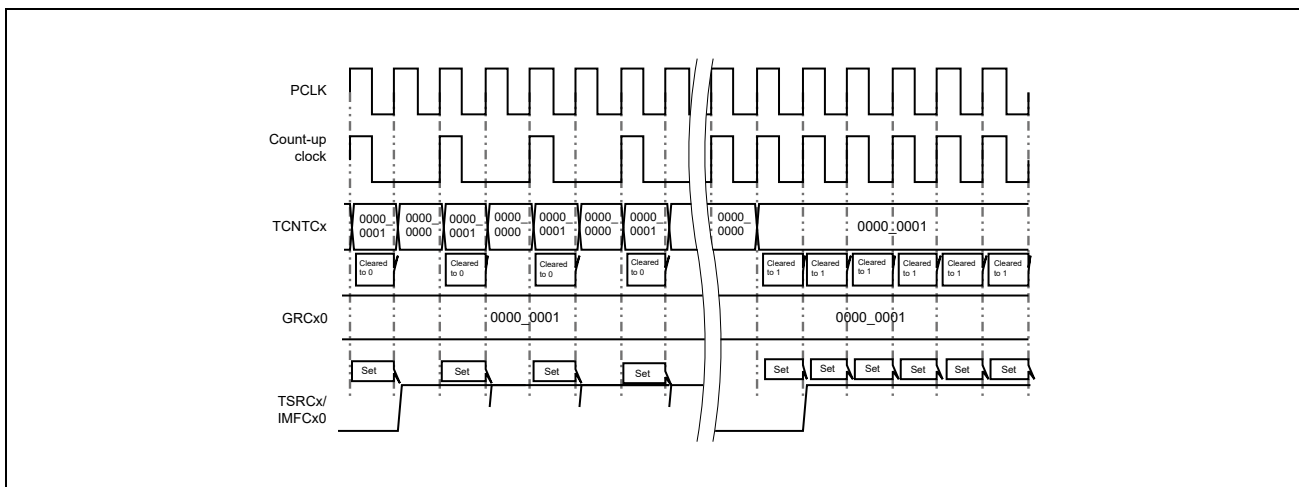 PCLK
Count-up
clock
TCNTCx
0000_ 0000_ 0000_ 0000_ 0000_ 0000_ 0000_ 0000_
0001 0000 0001 0000 0001 0000 0001 0000
0000_0001
Cleared Cleared Cleared Cleared Cleared Cleared Cleared Cleared Cleared Cleared
to 0 to 0 to 0 to 0 to 1 to 1 to 1 to 1 to 1 to 1
GRCx0
0000_0001 0000_0001
Set Set Set Set Set Set Set Set Set Set
TSRCx/
IMFCx0